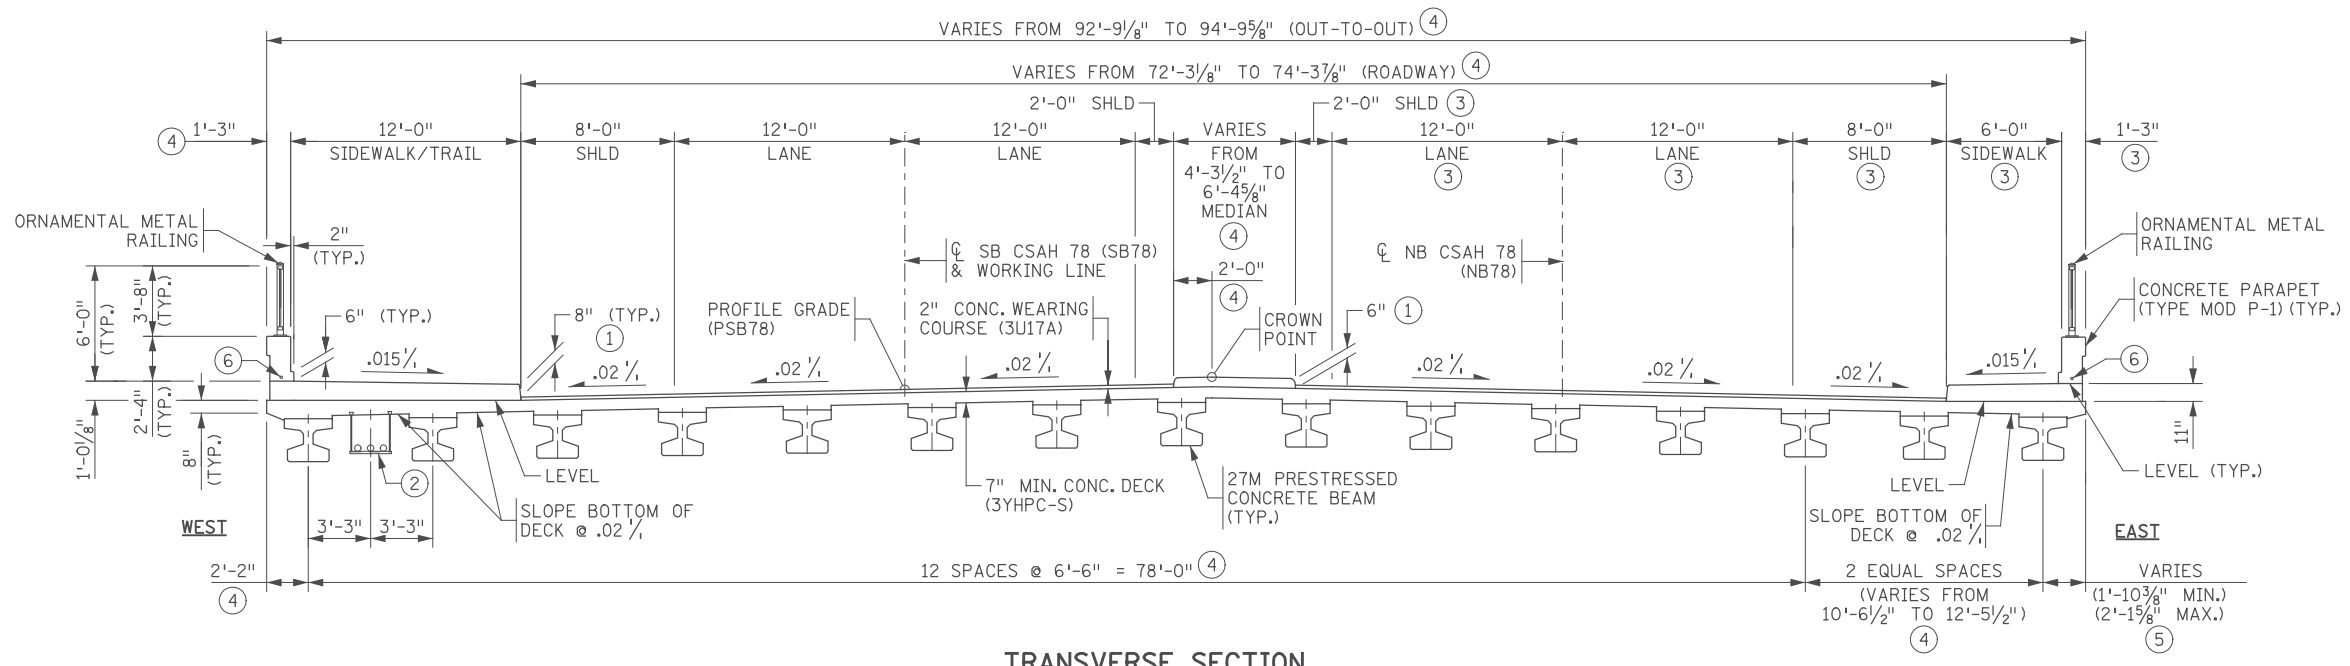 VARIES FROM 92'-9⅛" TO 94'-9⅝" (OUT-TO-OUT) 4
VARIES FROM 72'-3⅛" TO 74'-3⅞" (ROADWAY) 4
2'-0" SHLD
2'-0" SHLD 3
4
1'-3"
12'-0"
SIDEWALK/TRAIL
8'-0"
SHLD
12'-0"
LANE
12'-0"
LANE
VARIES
FROM
4'-3½" TO
6'-4⅝"
MEDIAN
4
12'-0"
LANE
3
12'-0"
LANE
3
8'-0"
SHLD
3
6'-0"
SIDEWALK
3
1'-3"
3
ORNAMENTAL METAL
RAILING
2"
(TYP.)
℄ SB CSAH 78 (SB78)
& WORKING LINE
2'-0"
4
℄ NB CSAH 78
(NB78)
ORNAMENTAL METAL
RAILING
6'-0"
(TYP.)
3'-8"
(TYP.)
6" (TYP.)
8" (TYP.)
1
PROFILE GRADE
(PSB78)
2" CONC. WEARING
COURSE (3U17A)
CROWN
POINT
6" 1
CONCRETE PARAPET
(TYPE MOD P-1) (TYP.)
6
.015 '/,
.02 '/,
.02 '/,
.02 '/,
.02 '/,
.02 '/,
.02 '/,
.015 '/,
6
1'-0⅛"
2'-4"
(TYP.)
8"
(TYP.)
2
LEVEL
SLOPE BOTTOM OF
DECK @ .02 '/,
7" MIN. CONC. DECK
(3YHPC-S)
27M PRESTRESSED
CONCRETE BEAM
(TYP.)
LEVEL
SLOPE BOTTOM OF
DECK @ .02 '/,
11"
LEVEL (TYP.)
WEST
3'-3"
3'-3"
EAST
2'-2"
4
12 SPACES @ 6'-6" = 78'-0" 4
2 EQUAL SPACES
(VARIES FROM
10'-6½" TO 12'-5½")
4
VARIES
(1'-10⅜" MIN.)
(2'-1⅝" MAX.)
5
TRANSVERSE SECTION